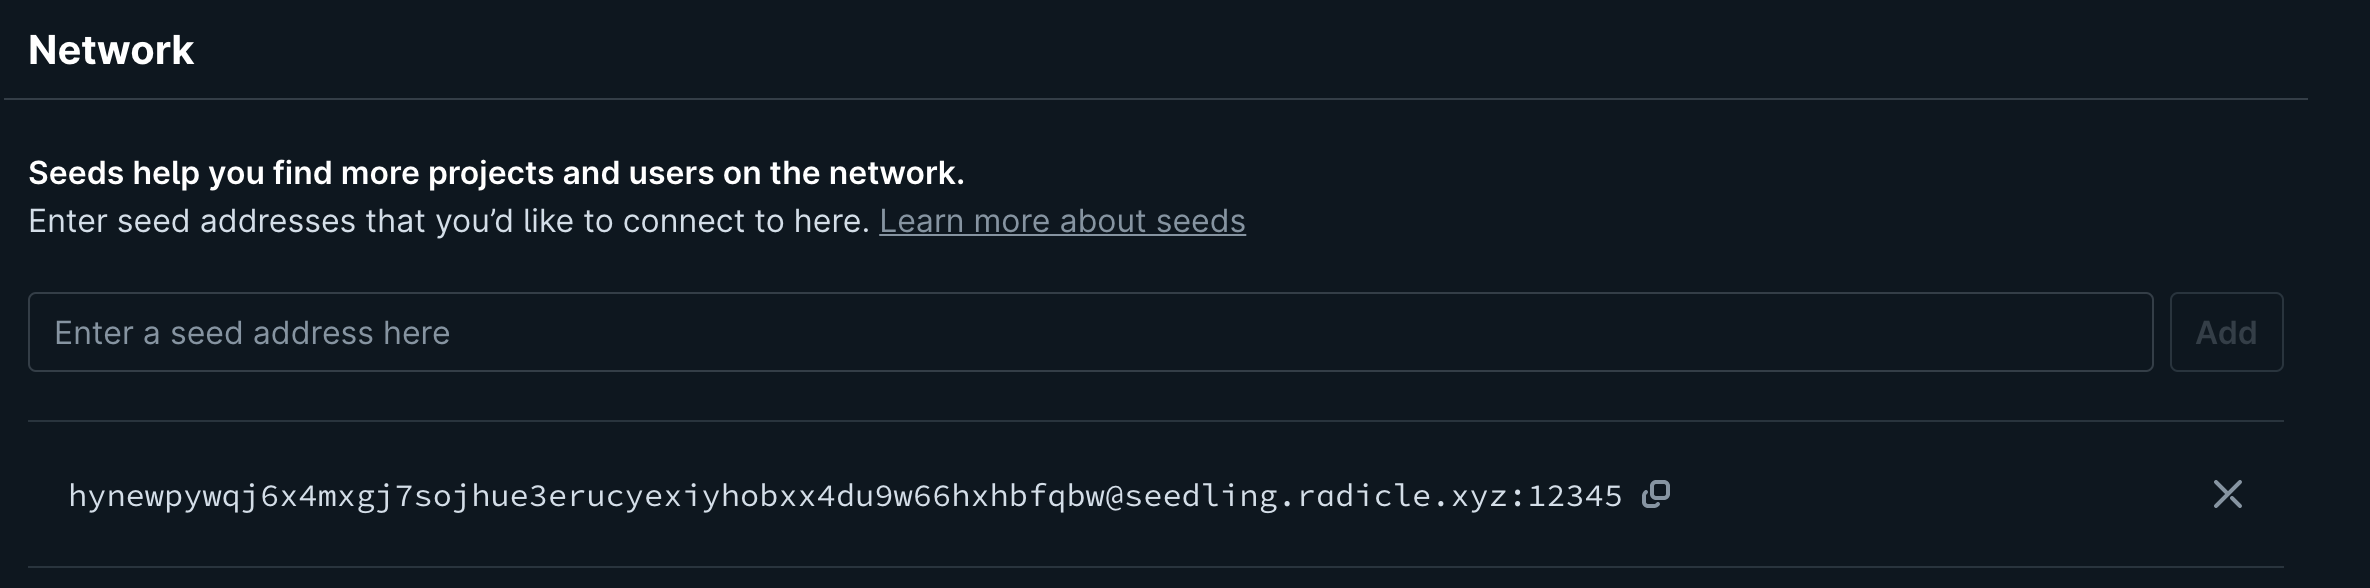 Network
Seeds help you find more projects and users on the network.
Enter seed addresses that you’d like to connect to here. Learn more about seeds
Enter a seed address here
Add
hynewpywqj6x4mxgj7sojhue3erucyexiyhobxx4du9w66hxhbfqbw@seedling.radicle.xyz:12345